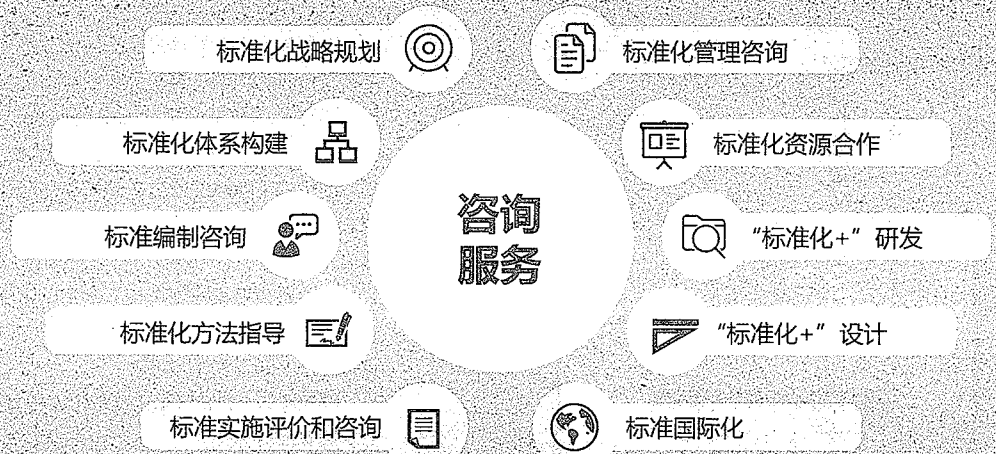 标准化战略规划
标准化管理咨询
标准化体系构建
标准化资源合作
咨询
服务
标准编制咨询
“标准化+”研发
标准化方法指导
“标准化+”设计
标准实施评价和咨询
标准国际化